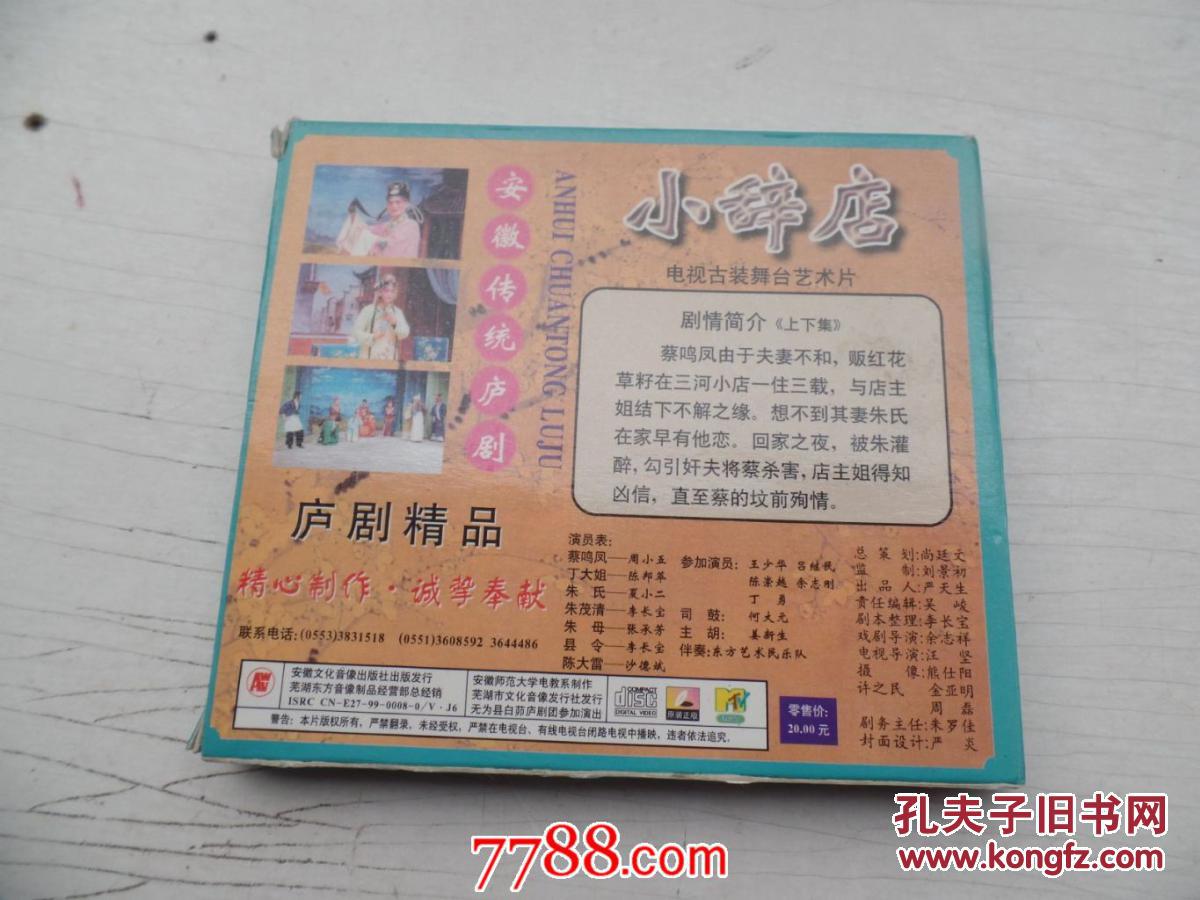 安徽传统庐剧
ANHUI CHUANTONG LUJU
小辞店
电视古装舞台艺术片
剧情简介《上下集》
蔡鸣凤由于夫妻不和，贩红花
草籽在三河小店一住三载，与店主
姐结下不解之缘。想不到其妻朱氏
在家早有他恋。回家之夜，被朱灌
醉，勾引奸夫将蔡杀害，店主姐得知
凶信，直至蔡的坟前殉情。
庐剧精品
精心制作·诚挚奉献
联系电话:(0553)3831518 (0551)3608592 3644486
演员表:
蔡鸣凤——周小五
丁大姐——陈邦苹
朱 氏——夏小二
朱茂清——李长宝
朱 母——张承芳
县 令——李长宝
陈大雷——沙德斌
参加演员: 王少华 吕继民
陈崇越 余志刚
丁 勇
司 鼓: 何大元
主 胡: 姜新生
伴奏:东方艺术民乐队
总策划:尚廷文
监 制:刘景初
出品人:严天生
责任编辑:吴 崚
剧本整理:李长宝
戏剧导演:余志祥
电视导演:汪 坚
摄 像:熊仕阳
许之民 金亚明
周 磊
剧务主任:朱罗佳
封面设计:严 炎
安徽文化音像出版社出版发行
芜湖东方音像制品经营部总经销
ISRC CN-E27-99-0008-0/V·J6
安徽师范大学电教系制作
芜湖市文化音像发行社发行
无为县白茆庐剧团参加演出
COMPACT
disc
DIGITAL VIDEO
原装正版
MTV
零售价:
20.00 元
警告：本片版权所有，严禁翻录，未经受权，严禁在电视台、有线电视台闭路电视中播映，违者依法追究。
孔夫子旧书网
www.kongfz.com
7788.com